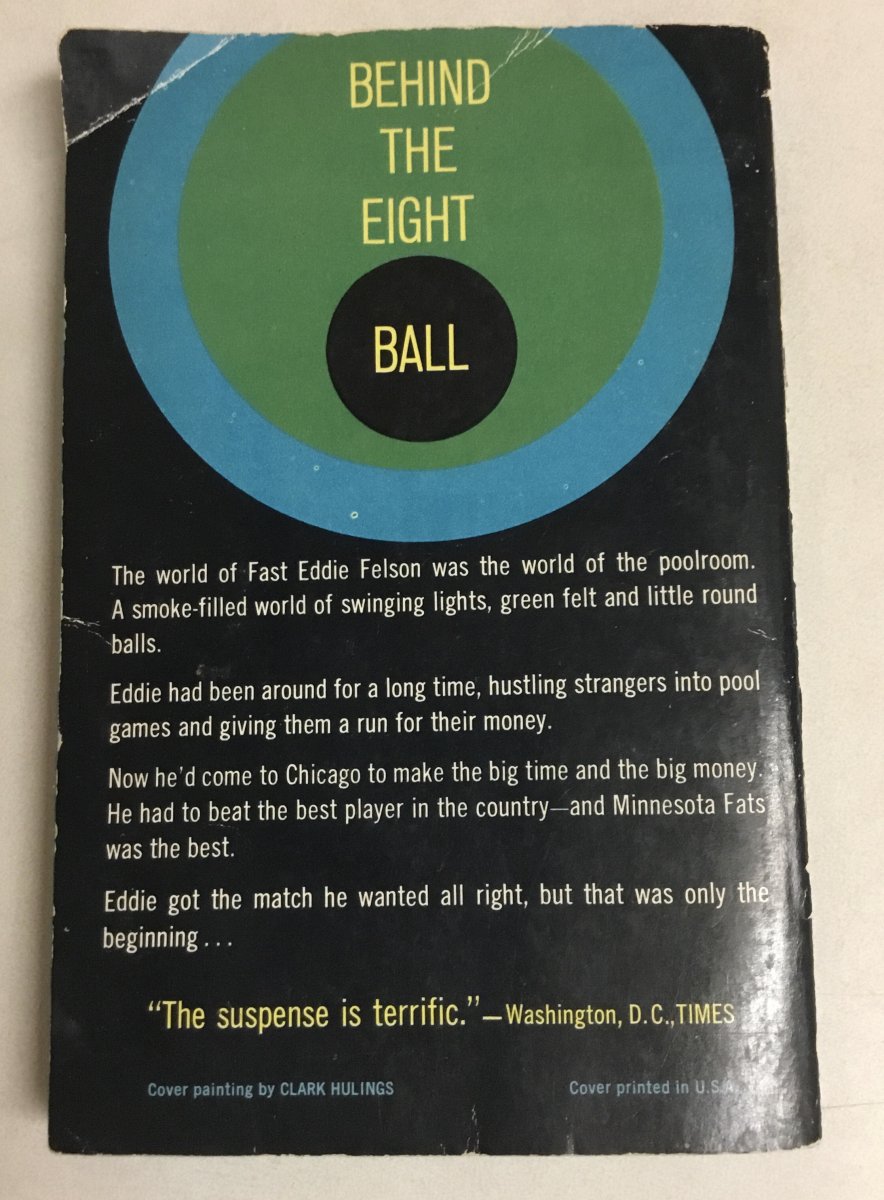 BEHIND
THE
EIGHT
BALL
The world of Fast Eddie Felson was the world of the poolroom.
A smoke-filled world of swinging lights, green felt and little round
balls.
Eddie had been around for a long time, hustling strangers into pool
games and giving them a run for their money.
Now he'd come to Chicago to make the big time and the big money.
He had to beat the best player in the country—and Minnesota Fats
was the best.
Eddie got the match he wanted all right, but that was only the
beginning...
"The suspense is terrific."—Washington, D.C.,TIMES
Cover painting by CLARK HULINGS
Cover printed in U.S.A.